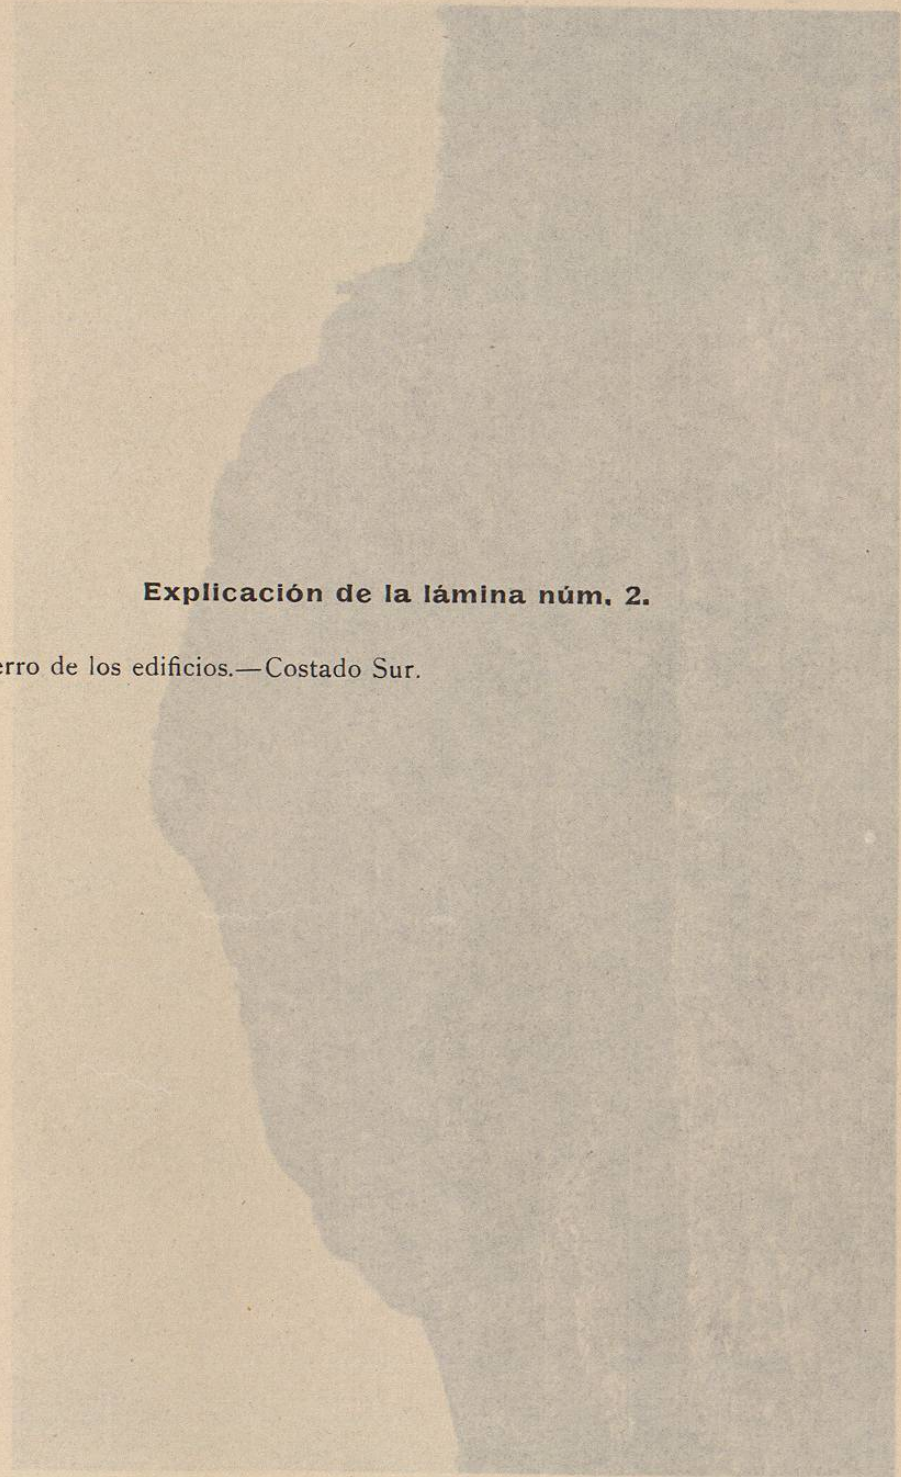 Explicación de la lámina núm. 2.
erro de los edificios.—Costado Sur.